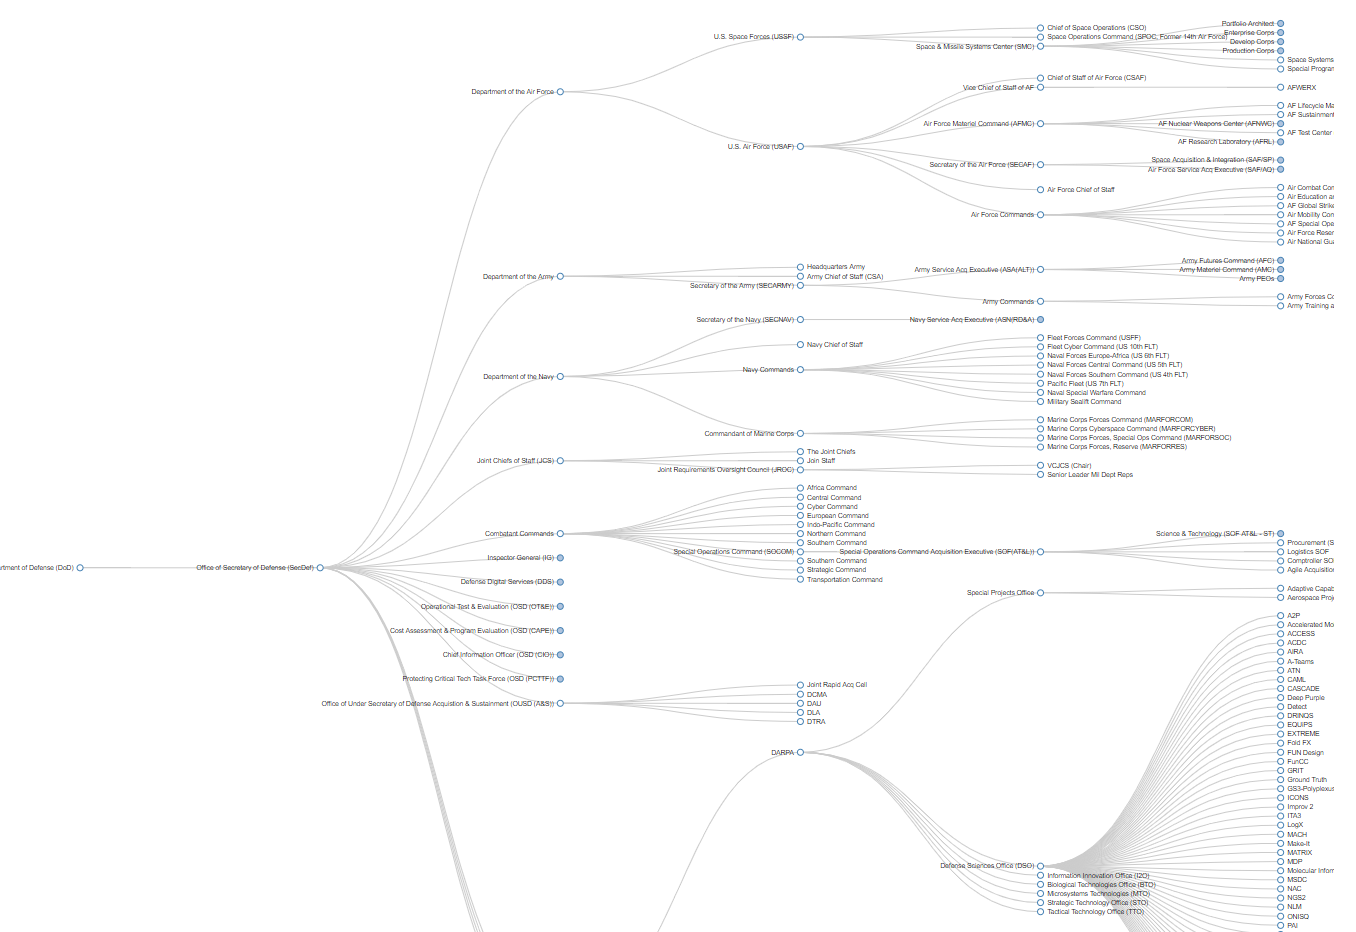 Portfolio Architect
Chief of Space Operations (CSO)
Enterprise Corps
U.S. Space Forces (USSF)
Space Operations Command (SPOC, Former 14th Air Force)
Develop Corps
Space & Missile Systems Center (SMC)
Production Corps
Space Systems
Special Program
Chief of Staff of Air Force (CSAF)
Department of the Air Force
Vice Chief of Staff of AF
AFWERX
AF Lifecycle Ma
AF Sustainment
Air Force Materiel Command (AFMC)
AF Nuclear Weapons Center (AFNWC)
AF Test Center
AF Research Laboratory (AFRL)
U.S. Air Force (USAF)
Space Acquisition & Integration (SAF/SP)
Secretary of the Air Force (SECAF)
Air Force Service Acq Executive (SAF/AQ)
Air Force Chief of Staff
Air Combat Com
Air Education a
AF Global Strike
Air Force Commands
Air Mobility Com
AF Special Ope
Air Force Reser
Air National Gua
Army Futures Command (AFC)
Headquarters Army
Army Service Acq Executive (ASA(ALT))
Army Materiel Command (AMC)
Department of the Army
Army Chief of Staff (CSA)
Army PEOs
Secretary of the Army (SECARMY)
Army Commands
Army Forces Co
Army Training a
Secretary of the Navy (SECNAV)
Navy Service Acq Executive (ASN(RD&A)
Fleet Forces Command (USFF)
Navy Chief of Staff
Fleet Cyber Command (US 10th FLT)
Naval Forces Europe-Africa (US 6th FLT)
Naval Forces Central Command (US 5th FLT)
Navy Commands
Naval Forces Southern Command (US 4th FLT)
Department of the Navy
Pacific Fleet (US 7th FLT)
Naval Special Warfare Command
Military Sealift Command
Marine Corps Forces Command (MARFORCOM)
Marine Corps Cyberspace Command (MARFORCYBER)
Commandant of Marine Corps
Marine Corps Forces, Special Ops Command (MARFORSOC)
Marine Corps Forces, Reserve (MARFORRES)
The Joint Chiefs
Joint Chiefs of Staff (JCS)
Join Staff
Joint Requirements Oversight Council (JROC)
VCJCS (Chair)
Senior Leader Mil Dept Reps
Africa Command
Central Command
Cyber Command
European Command
Indo-Pacific Command
Combatant Commands
Northern Command
Science & Technology (SOF AT&L - ST)
Southern Command
Procurement (S
Special Operations Command (SOCOM)
Special Operations Command Acquisition Executive (SOF(AT&L))
Logistics SOF
Inspector General (IG)
Southern Command
Comptroller SO
rtment of Defense (DoD)
Office of Secretary of Defense (SecDef)
Strategic Command
Agile Acquisitio
Transportation Command
Defense Digital Services (DDS)
Special Projects Office
Adaptive Capab
Aerospace Proj
Operational Test & Evaluation (OSD (OT&E))
A2P
Accelerated Mo
Cost Assessment & Program Evaluation (OSD (CAPE))
ACCESS
ACDC
Chief Information Officer (OSD (CIO))
AIRA
A-Teams
ATN
Protecting Critical Tech Task Force (OSD (PCTTF))
CAML
Joint Rapid Acq Cell
CASCADE
DCMA
Deep Purple
Office of Under Secretary of Defense Acquistion & Sustainment (OUSD (A&S))
DAU
Detect
DLA
DRINQS
DTRA
EQUIPS
EXTREME
Fold FX
DARPA
FUN Design
FunCC
GRIT
Ground Truth
GS3-Polyplexus
ICONS
Improv 2
ITA3
LogX
MACH
Make-It
MATRIX
MDP
Defense Sciences Office (DSO)
Molecular Inforr
Information Innovation Office (I2O)
MSDC
Biological Technologies Office (BTO)
NAC
Microsystems Technologies (MTO)
NGS2
Strategic Technology Office (STO)
NLM
Tactical Technology Office (TTO)
ONISQ
PAI